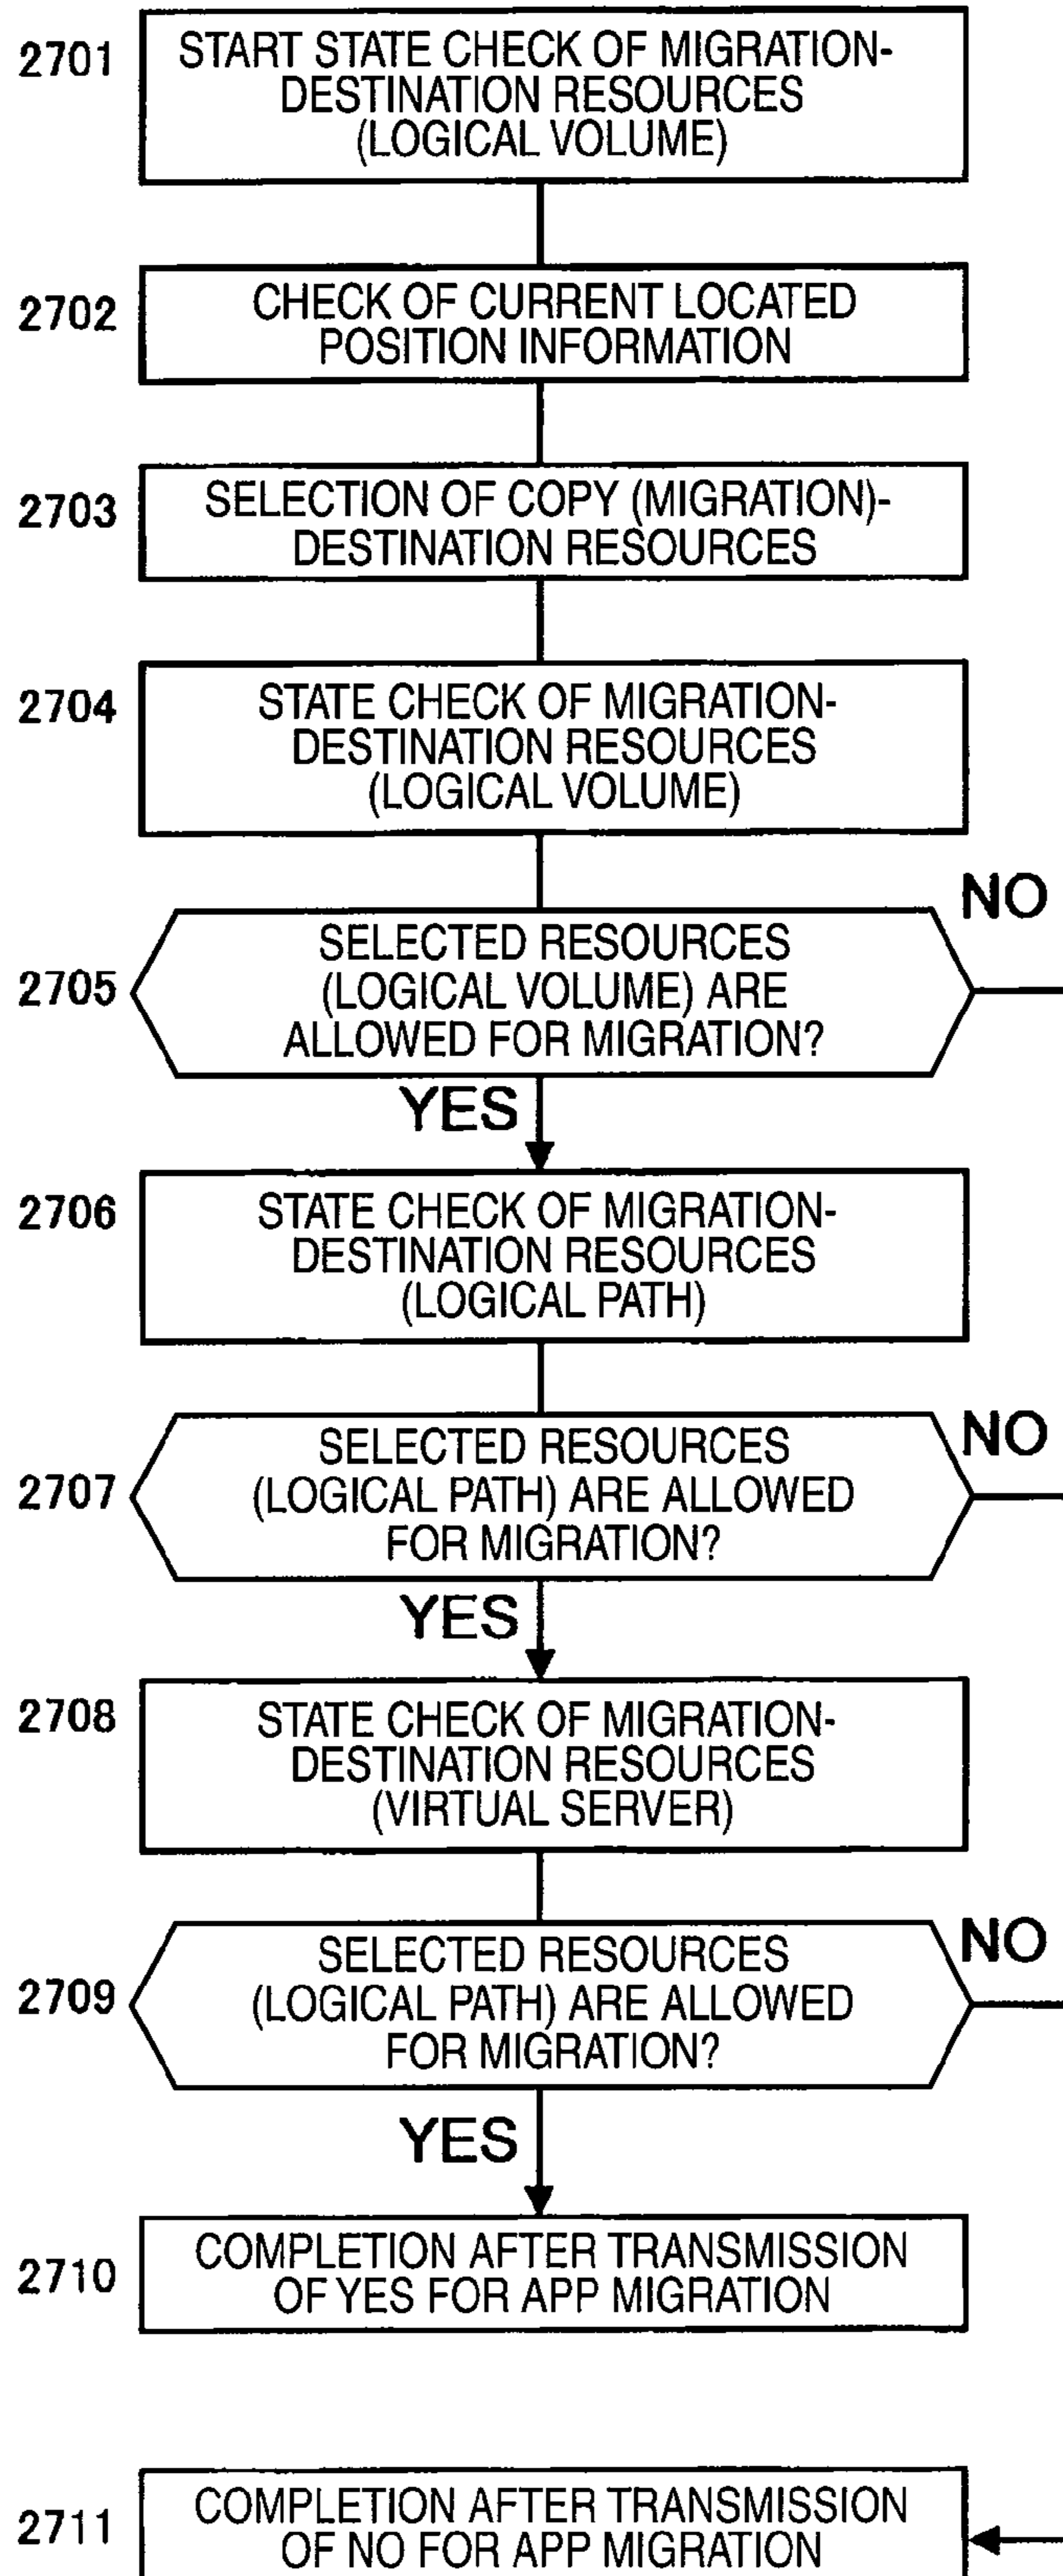 2701
START STATE CHECK OF MIGRATION-
DESTINATION RESOURCES
(LOGICAL VOLUME)
2702
CHECK OF CURRENT LOCATED
POSITION INFORMATION
2703
SELECTION OF COPY (MIGRATION)-
DESTINATION RESOURCES
2704
STATE CHECK OF MIGRATION-
DESTINATION RESOURCES
(LOGICAL VOLUME)
NO
2705
SELECTED RESOURCES
(LOGICAL VOLUME) ARE
ALLOWED FOR MIGRATION?
YES
2706
STATE CHECK OF MIGRATION-
DESTINATION RESOURCES
(LOGICAL PATH)
NO
2707
SELECTED RESOURCES
(LOGICAL PATH) ARE ALLOWED
FOR MIGRATION?
YES
2708
STATE CHECK OF MIGRATION-
DESTINATION RESOURCES
(VIRTUAL SERVER)
NO
2709
SELECTED RESOURCES
(LOGICAL PATH) ARE ALLOWED
FOR MIGRATION?
YES
2710
COMPLETION AFTER TRANSMISSION
OF YES FOR APP MIGRATION
2711
COMPLETION AFTER TRANSMISSION
OF NO FOR APP MIGRATION